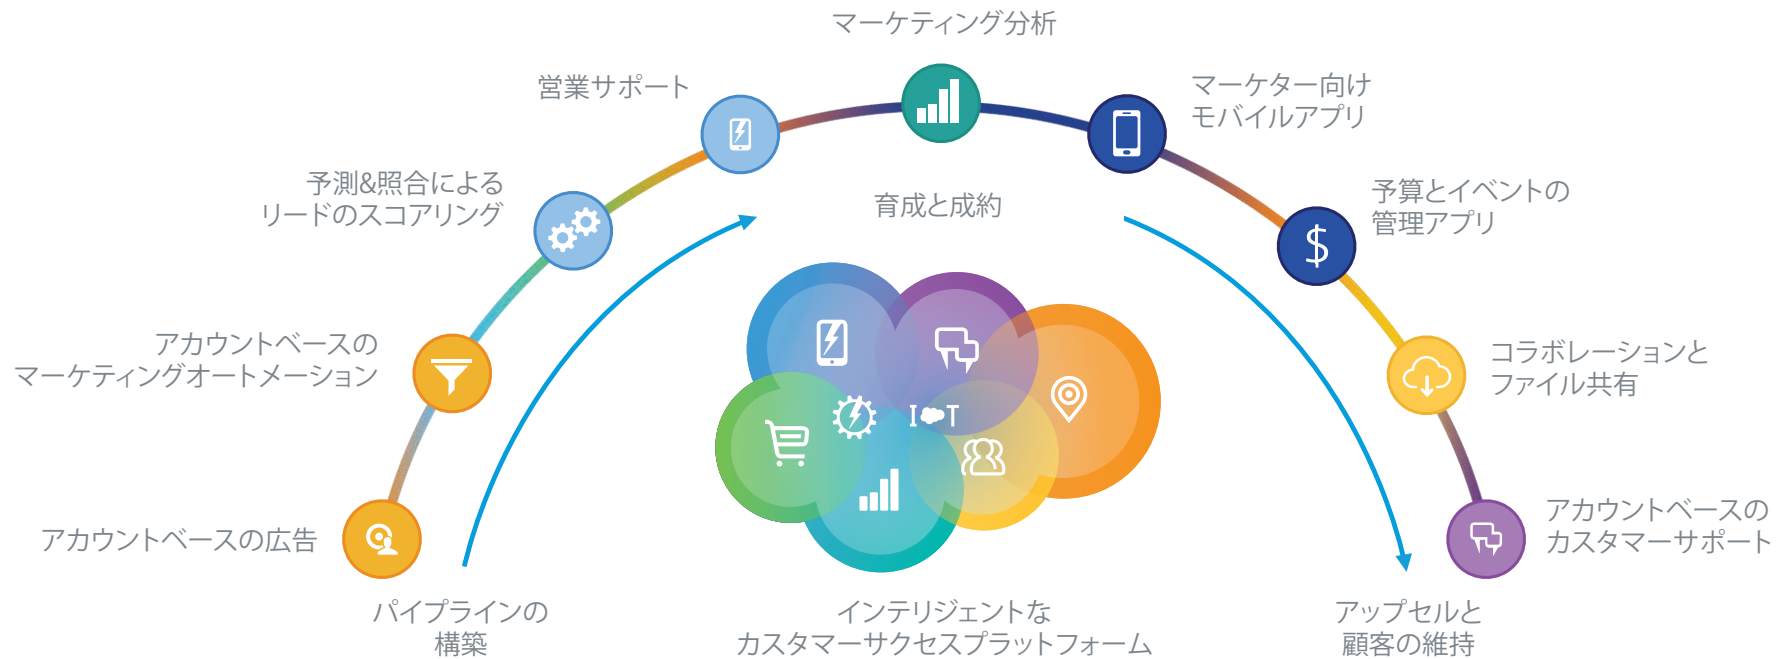 マーケティング分析
営業サポート
マーケター向け
モバイルアプリ
予測&照合による
リードのスコアリング
育成と成約
予算とイベントの
管理アプリ
アカウントベースの
マーケティングオートメーション
コラボレーションと
ファイル共有
IoT
アカウントベースの広告
アカウントベースの
カスタマーサポート
パイプラインの
構築
インテリジェントな
カスタマーサクセスプラットフォーム
アップセルと
顧客の維持